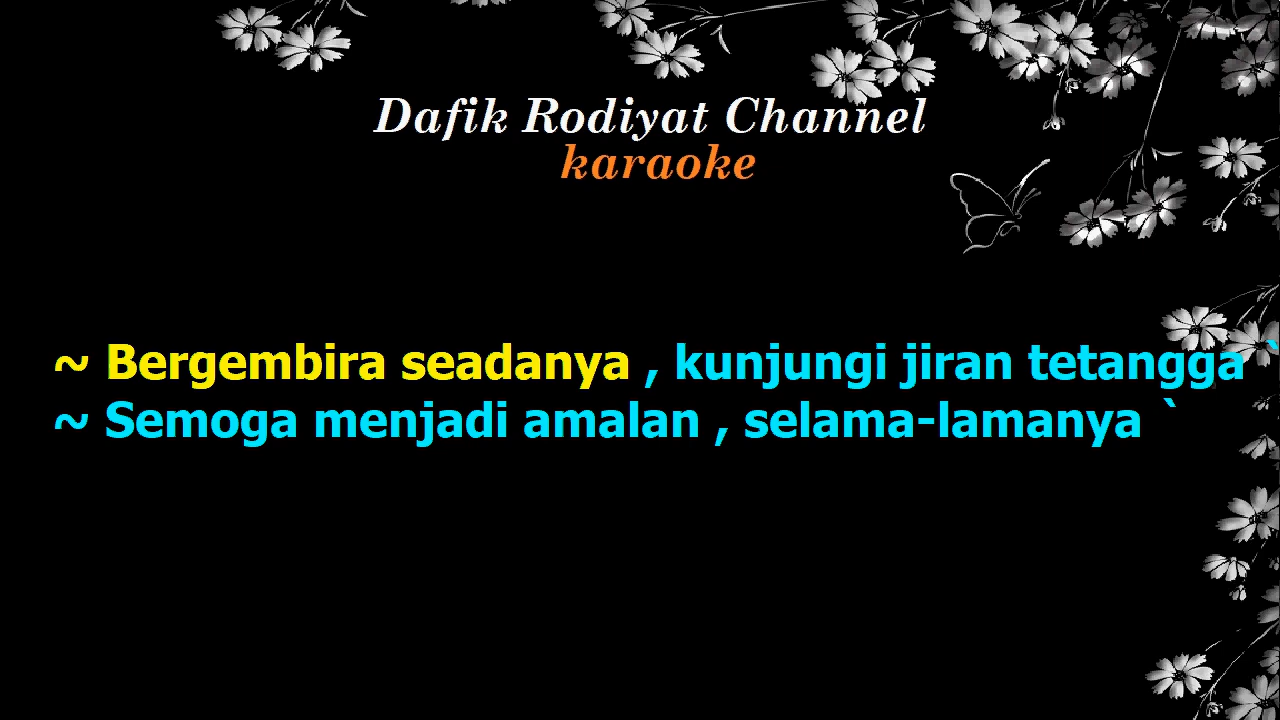 Dafik Rodiyat Channel
karaoke
~ Bergembira seadanya , kunjungi jiran tetangga `
~ Semoga menjadi amalan , selama-lamanya `